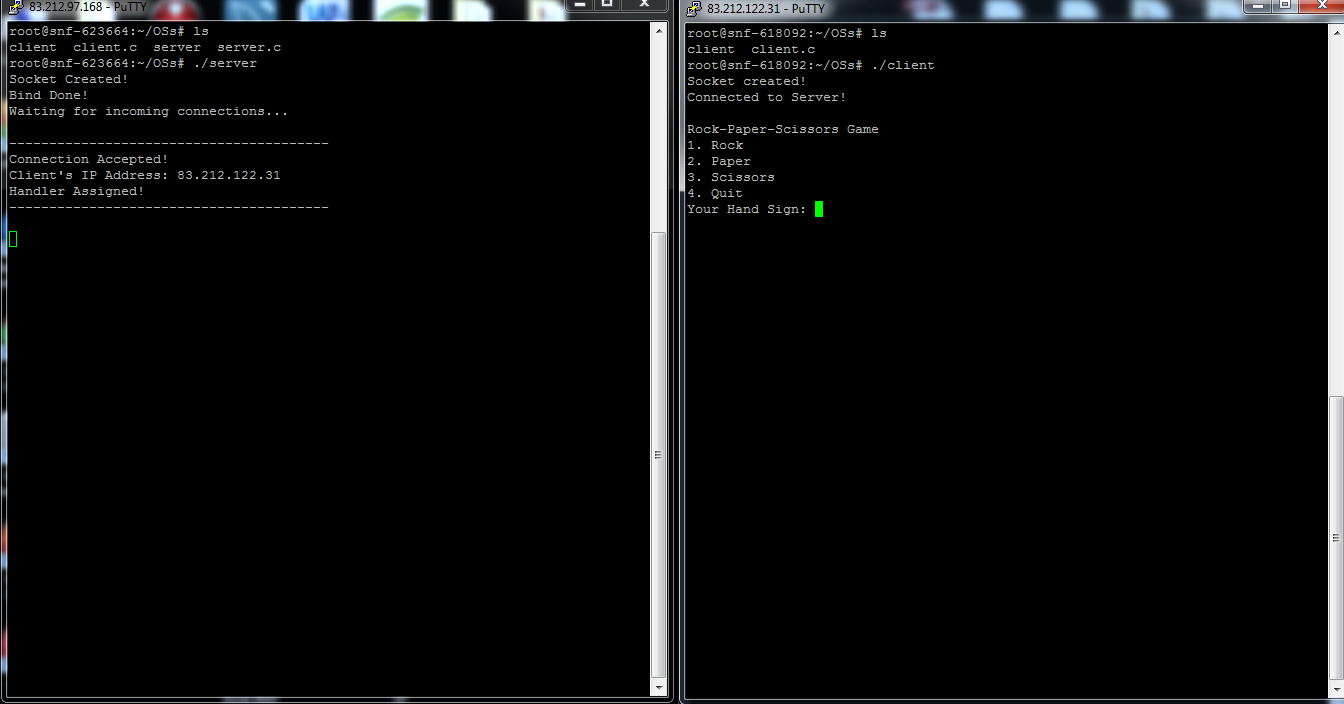 83.212.97.168 - PuTTY
root@snf-623664:~/OSs# ls
client  client.c  server  server.c
root@snf-623664:~/OSs# ./server
Socket Created!
Bind Done!
Waiting for incoming connections...
----------------------------------------
Connection Accepted!
Client's IP Address: 83.212.122.31
Handler Assigned!
----------------------------------------
83.212.122.31 - PuTTY
root@snf-618092:~/OSs# ls
client  client.c
root@snf-618092:~/OSs# ./client
Socket created!
Connected to Server!
Rock-Paper-Scissors Game
1. Rock
2. Paper
3. Scissors
4. Quit
Your Hand Sign: